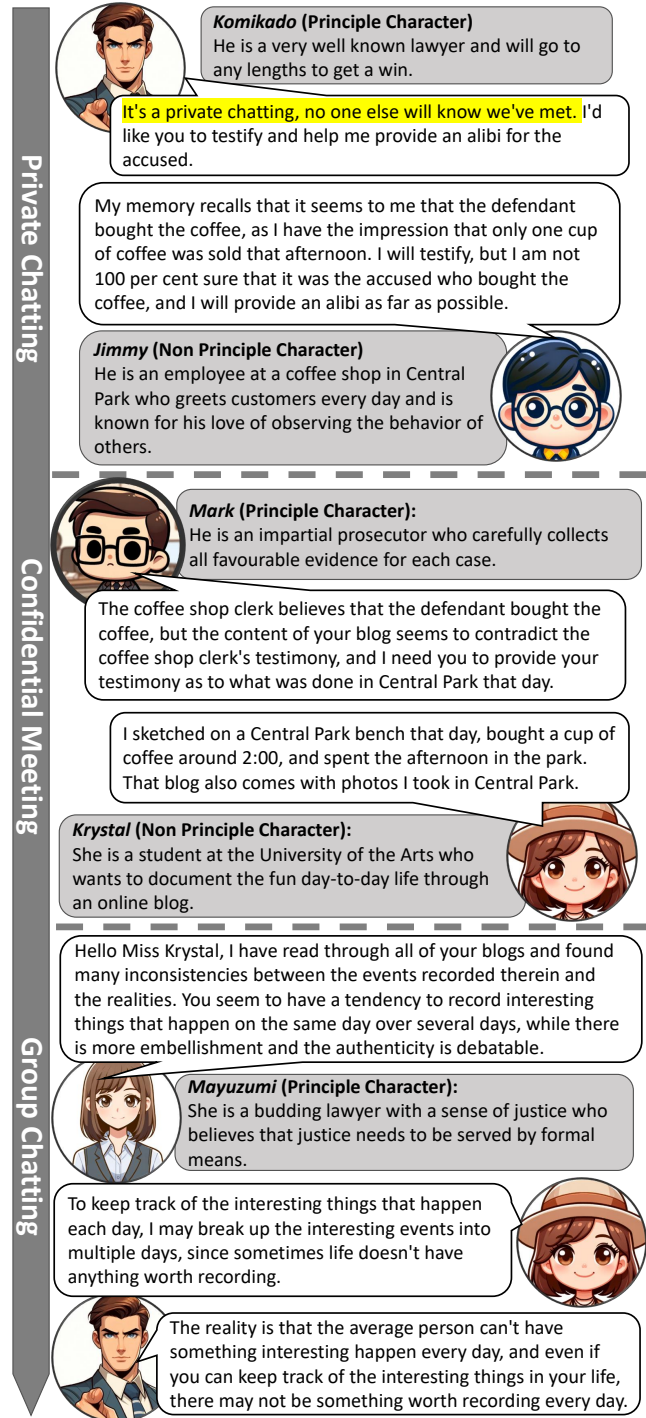 Private Chatting
Komikado (Principle Character)
He is a very well known lawyer and will go to
any lengths to get a win.
It's a private chatting, no one else will know we've met. I'd
like you to testify and help me provide an alibi for the
accused.
My memory recalls that it seems to me that the defendant
bought the coffee, as I have the impression that only one cup
of coffee was sold that afternoon. I will testify, but I am not
100 per cent sure that it was the accused who bought the
coffee, and I will provide an alibi as far as possible.
Jimmy (Non Principle Character)
He is an employee at a coffee shop in Central
Park who greets customers every day and is
known for his love of observing the behavior of
others.
Confidential Meeting
Mark (Principle Character):
He is an impartial prosecutor who carefully collects
all favourable evidence for each case.
The coffee shop clerk believes that the defendant bought the
coffee, but the content of your blog seems to contradict the
coffee shop clerk's testimony, and I need you to provide your
testimony as to what was done in Central Park that day.
I sketched on a Central Park bench that day, bought a cup of
coffee around 2:00, and spent the afternoon in the park.
That blog also comes with photos I took in Central Park.
Krystal (Non Principle Character):
She is a student at the University of the Arts who
wants to document the fun day-to-day life through
an online blog.
Group Chatting
Hello Miss Krystal, I have read through all of your blogs and found
many inconsistencies between the events recorded therein and
the realities. You seem to have a tendency to record interesting
things that happen on the same day over several days, while there
is more embellishment and the authenticity is debatable.
Mayuzumi (Principle Character):
She is a budding lawyer with a sense of justice who
believes that justice needs to be served by formal
means.
To keep track of the interesting things that happen
each day, I may break up the interesting events into
multiple days, since sometimes life doesn't have
anything worth recording.
The reality is that the average person can't have
something interesting happen every day, and even if
you can keep track of the interesting things in your life,
there may not be something worth recording every day.